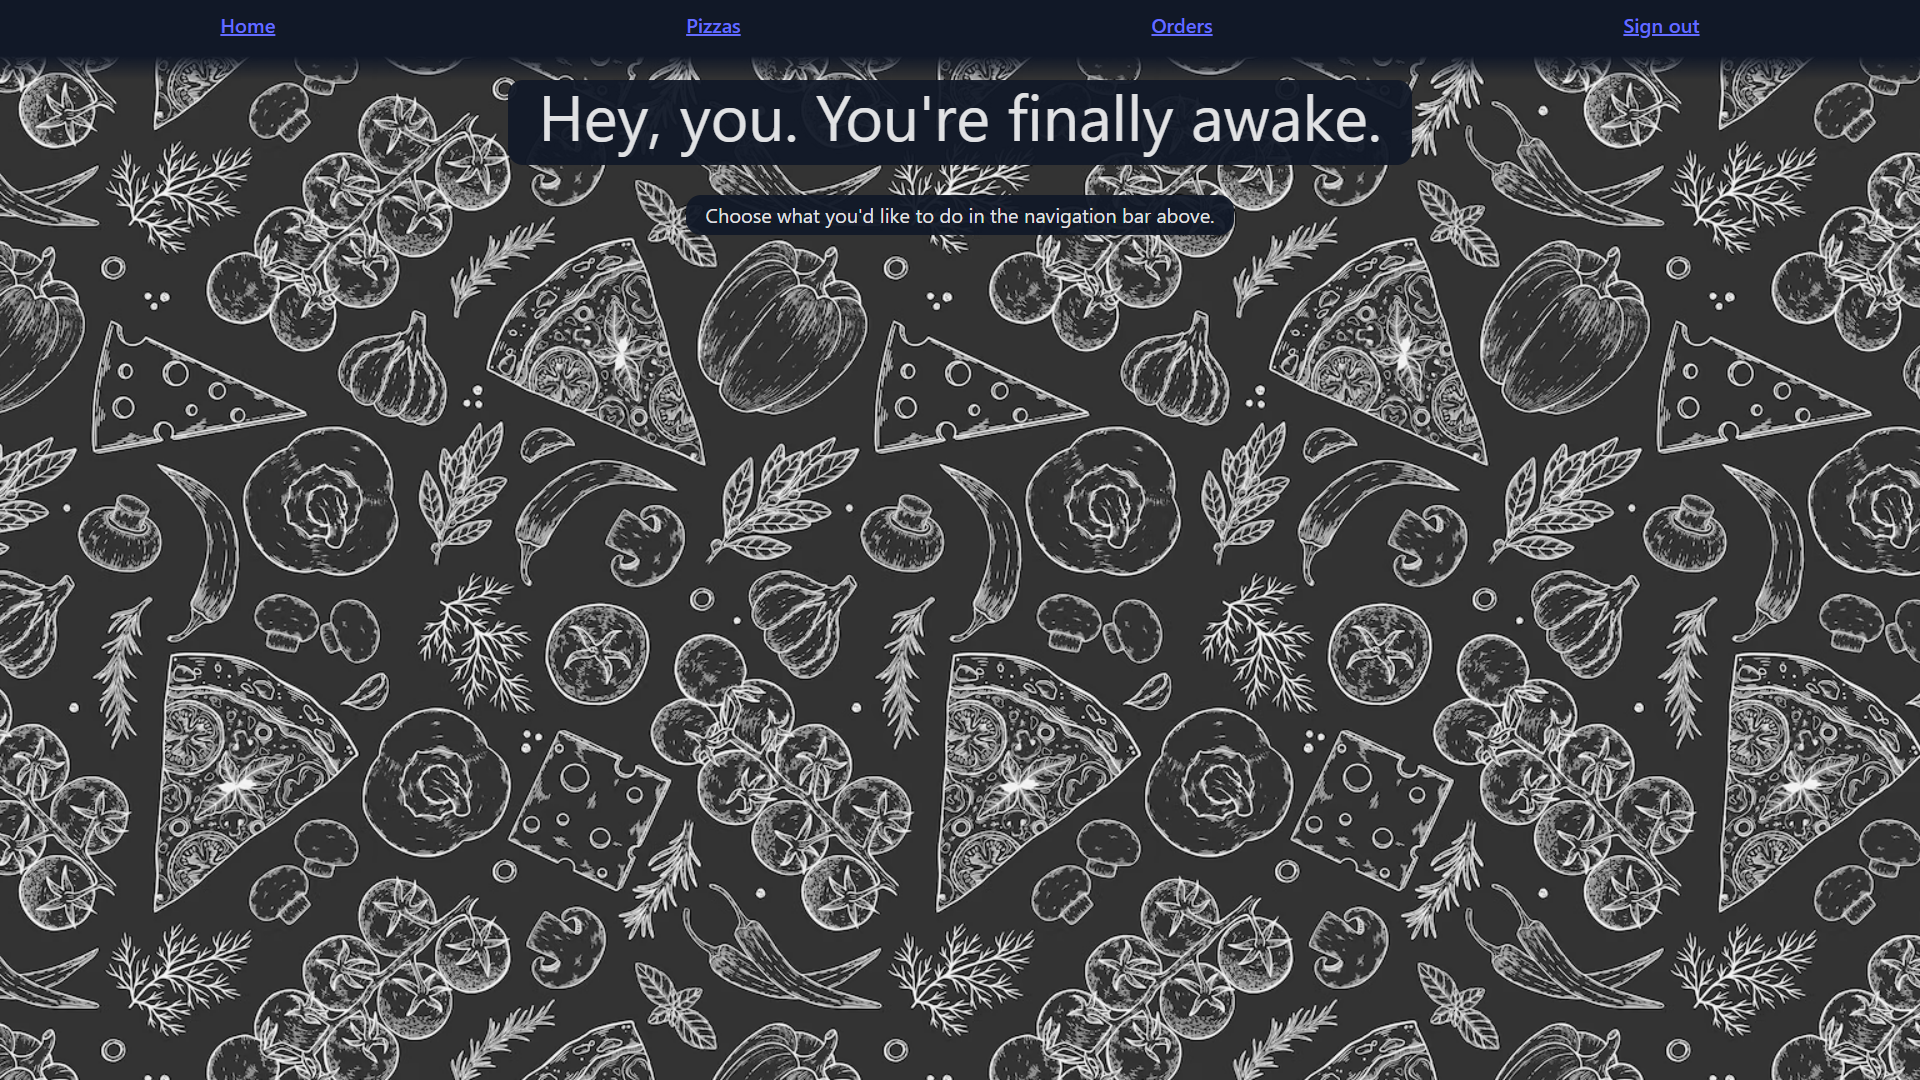 Home Pizzas Orders Sign out
Hey, you. You're finally awake.
Choose what you'd like to do in the navigation bar above.